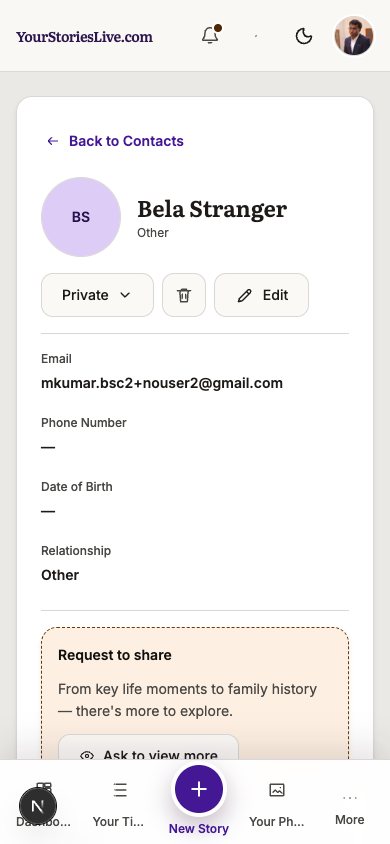 YourStoriesLive.com
Back to Contacts
BS
Bela Stranger
Other
Private
Edit
Email
mkumar.bsc2+nouser2@gmail.com
Phone Number
—
Date of Birth
—
Relationship
Other
Request to share
From key life moments to family history
— there's more to explore.
Ask to view more
N
Dashbo...
Your Ti...
New Story
Your Ph...
More